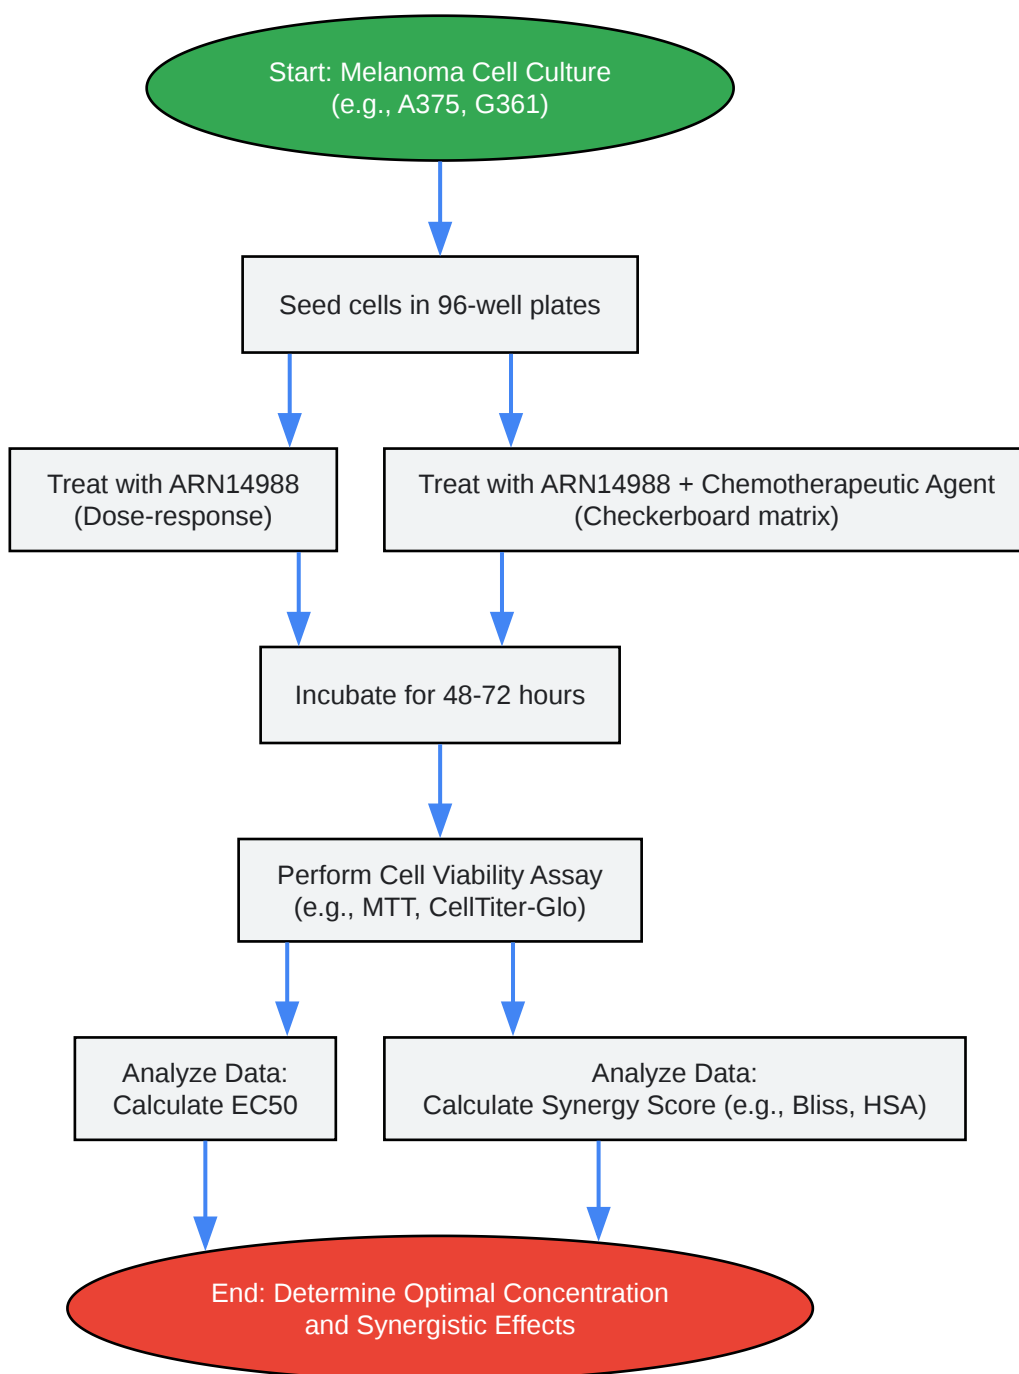 Start: Melanoma Cell Culture
(e.g., A375, G361)
Seed cells in 96-well plates
Treat with ARN14988
(Dose-response)
Treat with ARN14988 + Chemotherapeutic Agent
(Checkerboard matrix)
Incubate for 48-72 hours
Perform Cell Viability Assay
(e.g., MTT, CellTiter-Glo)
Analyze Data:
Calculate EC50
Analyze Data:
Calculate Synergy Score (e.g., Bliss, HSA)
End: Determine Optimal Concentration
and Synergistic Effects